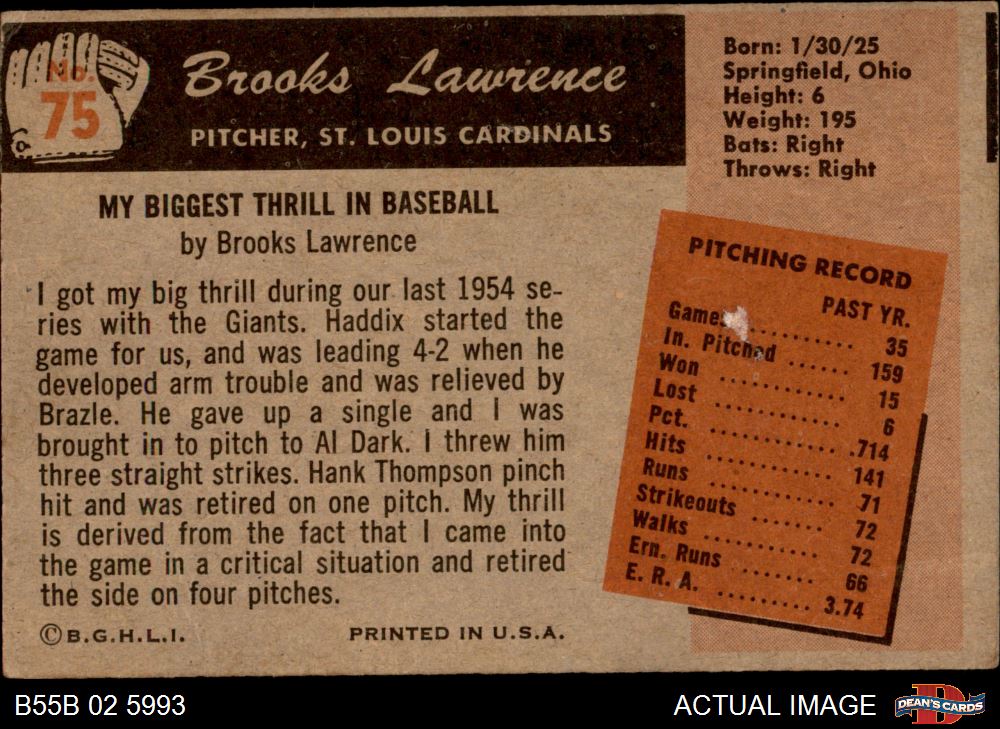 No.
75
Brooks Lawrence
PITCHER, ST. LOUIS CARDINALS
Born: 1/30/25
Springfield, Ohio
Height: 6
Weight: 195
Bats: Right
Throws: Right
MY BIGGEST THRILL IN BASEBALL
by Brooks Lawrence
I got my big thrill during our last 1954 se-
ries with the Giants. Haddix started the
game for us, and was leading 4-2 when he
developed arm trouble and was relieved by
Brazle. He gave up a single and I was
brought in to pitch to Al Dark. I threw him
three straight strikes. Hank Thompson pinch
hit and was retired on one pitch. My thrill
is derived from the fact that I came into
the game in a critical situation and retired
the side on four pitches.
©B.G.H.L.I. PRINTED IN U.S.A.
PITCHING RECORD
PAST YR.
Games .......... 35
In. Pitched ...... 159
Won .......... 15
Lost .......... 6
Pct. .......... .714
Hits .......... 141
Runs .......... 71
Strikeouts ....... 72
Walks .......... 72
Ern. Runs ....... 66
E. R. A. .......... 3.74
B55B 02 5993
ACTUAL IMAGE
D
DEAN'S CARDS